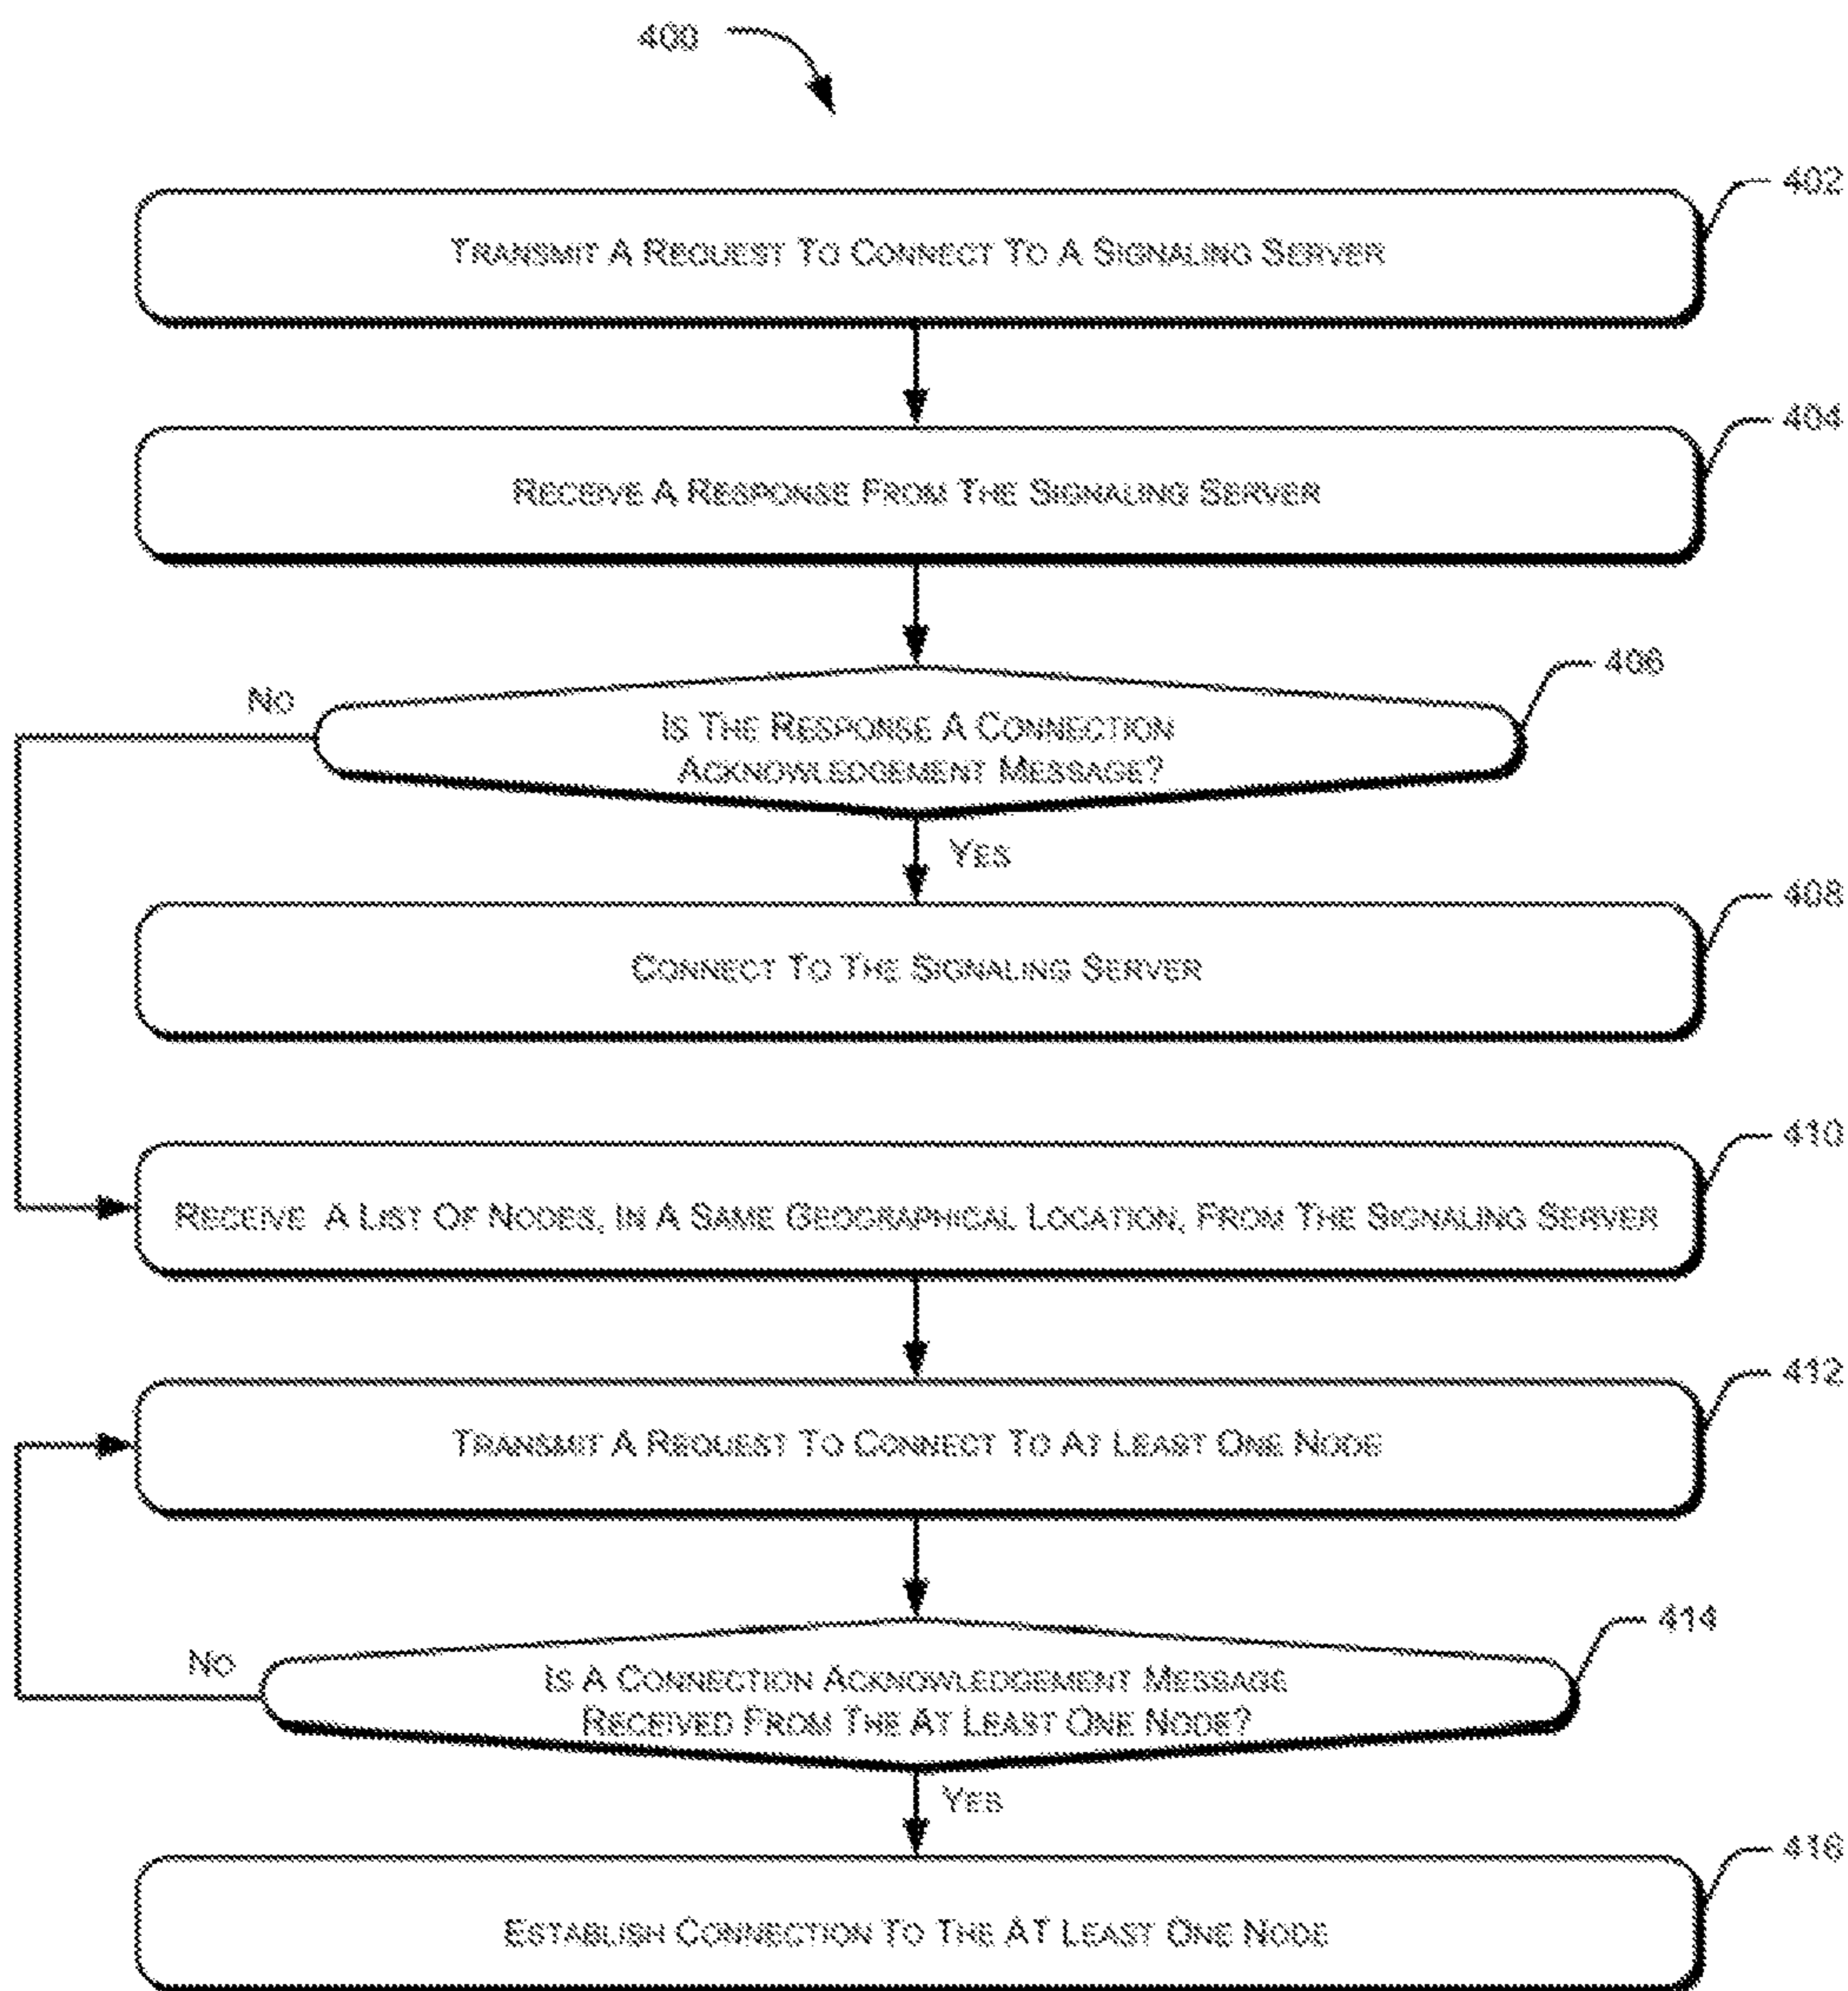 400
402
TRANSMIT A REQUEST TO CONNECT TO A SIGNALING SERVER
404
RECEIVE A RESPONSE FROM THE SIGNALING SERVER
406
NO
IS THE RESPONSE A CONNECTION
ACKNOWLEDGEMENT MESSAGE?
YES
408
CONNECT TO THE SIGNALING SERVER
410
RECEIVE A LIST OF NODES, IN A SAME GEOGRAPHICAL LOCATION, FROM THE SIGNALING SERVER
412
TRANSMIT A REQUEST TO CONNECT TO AT LEAST ONE NODE
414
NO
IS A CONNECTION ACKNOWLEDGEMENT MESSAGE
RECEIVED FROM THE AT LEAST ONE NODE?
YES
416
ESTABLISH CONNECTION TO THE AT LEAST ONE NODE